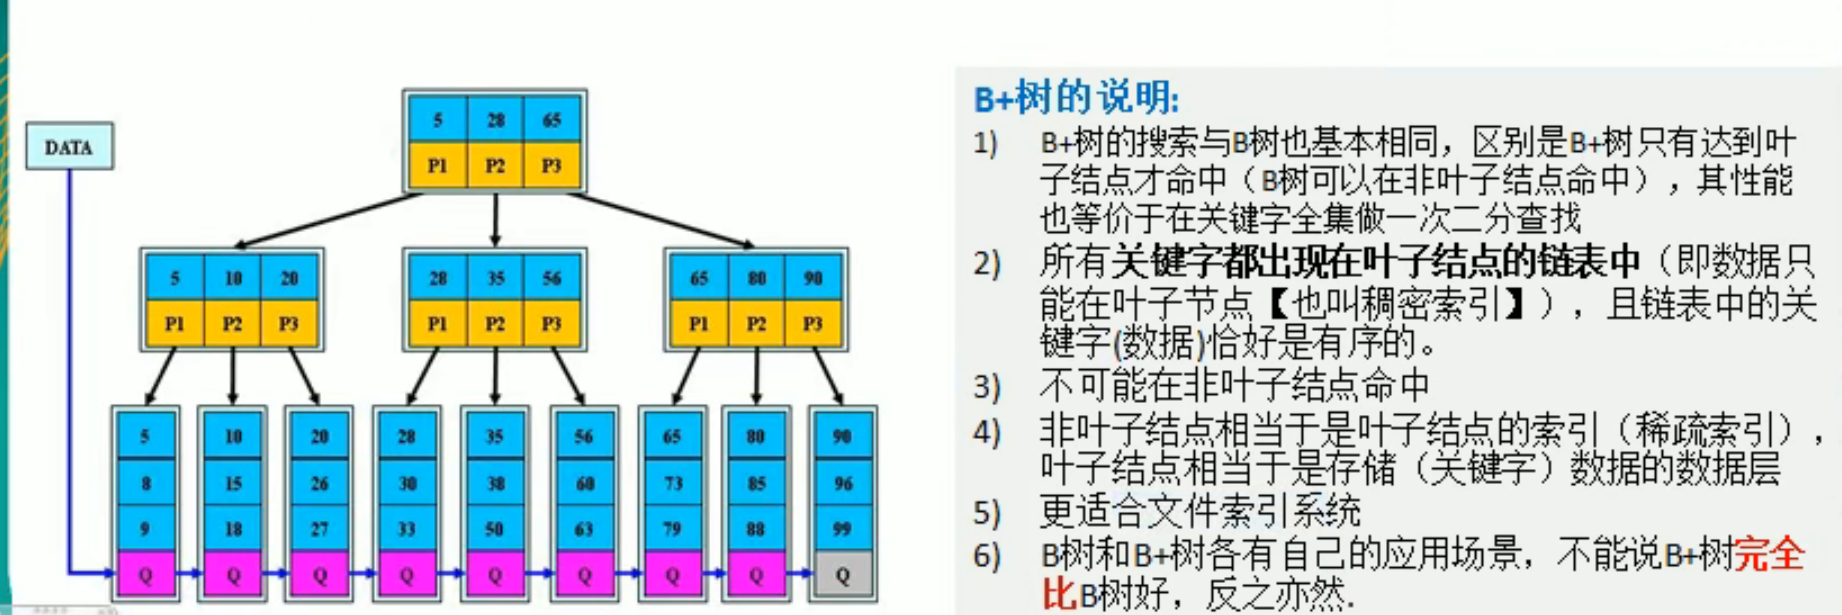 DATA
5 28 65
P1 P2 P3
5 10 20
P1 P2 P3
28 35 56
P1 P2 P3
65 80 90
P1 P2 P3
5
8
9
Q
10
15
18
Q
20
26
27
Q
28
30
33
Q
35
38
50
Q
56
60
63
Q
65
73
79
Q
80
85
88
Q
90
96
99
Q
B+树的说明:
1) B+树的搜索与B树也基本相同，区别是B+树只有达到叶
子结点才命中（B树可以在非叶子结点命中），其性能
也等价于在关键字全集做一次二分查找
2) 所有关键字都出现在叶子结点的链表中（即数据只
能在叶子节点【也叫稠密索引】），且链表中的关
键字(数据)恰好是有序的。
3) 不可能在非叶子结点命中
4) 非叶子结点相当于是叶子结点的索引（稀疏索引），
叶子结点相当于是存储（关键字）数据的数据层
5) 更适合文件索引系统
6) B树和B+树各有自己的应用场景，不能说B+树完全
比B树好，反之亦然.